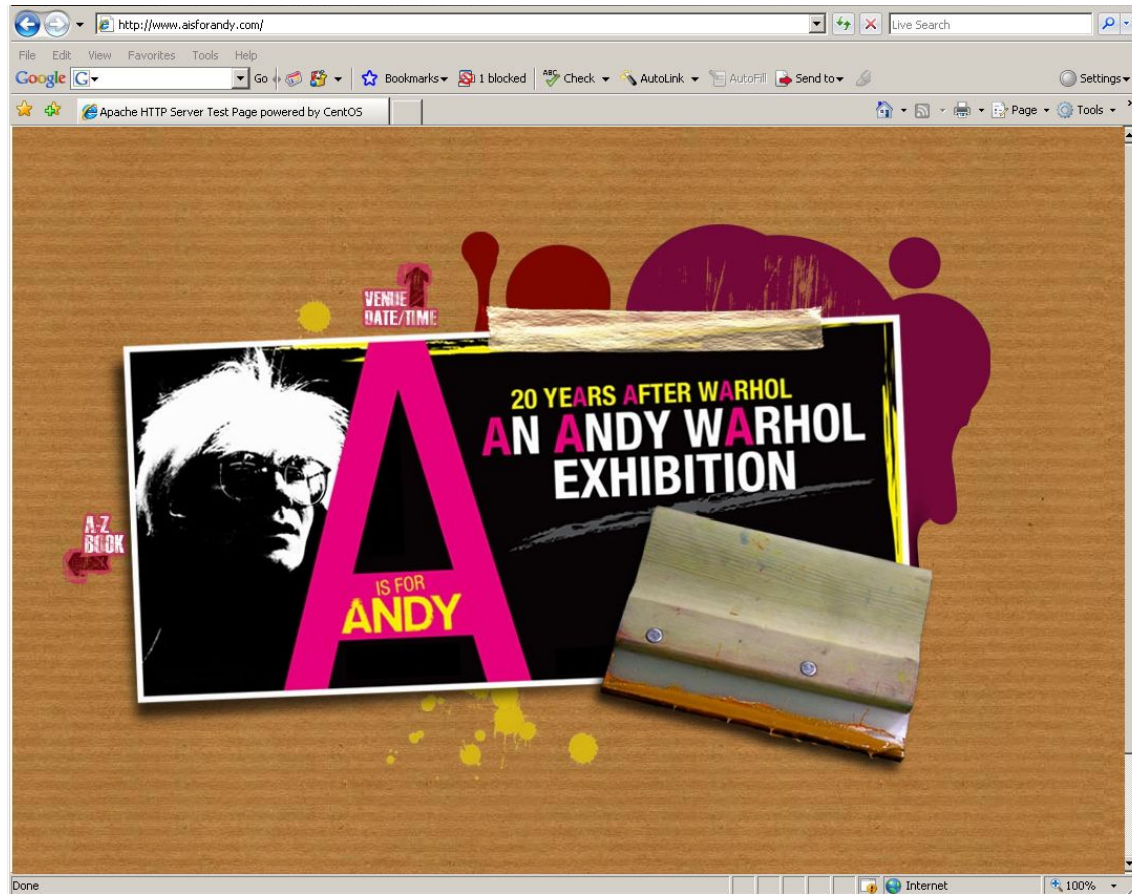 http://www.aisforandy.com/
Live Search
File Edit View Favorites Tools Help
Google G Go Bookmarks 1 blocked ABC Check AutoLink AutoFill Send to Settings
Apache HTTP Server Test Page powered by CentOS
Page Tools
VENUE
DATE/TIME
20 YEARS AFTER WARHOL
AN ANDY WARHOL
EXHIBITION
A-Z
BOOK
A
IS FOR
ANDY
Done Internet 100%